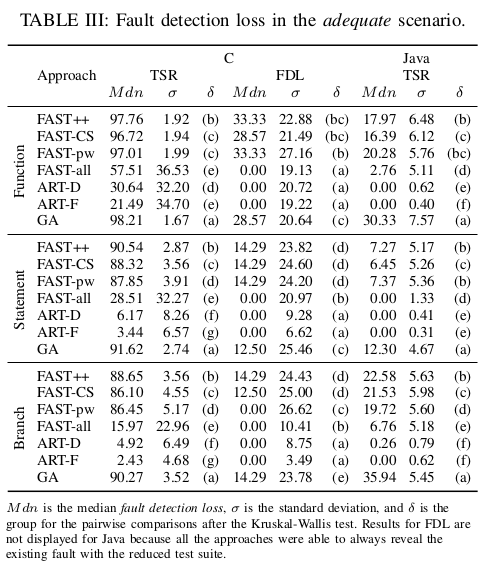 TABLE III: Fault detection loss in the adequate scenario.
C Java
Approach TSR FDL TSR
Mdn σ δ Mdn σ δ Mdn σ δ
Function
FAST++ 97.76 1.92 (b) 33.33 22.88 (bc) 17.97 6.48 (b)
FAST-CS 96.72 1.94 (c) 28.57 21.49 (bc) 16.39 6.12 (c)
FAST-pw 97.01 1.99 (c) 33.33 27.16 (b) 20.28 5.76 (bc)
FAST-all 57.51 36.53 (e) 0.00 19.13 (a) 2.76 5.11 (d)
ART-D 30.64 32.20 (d) 0.00 20.72 (a) 0.00 0.62 (e)
ART-F 21.49 34.70 (e) 0.00 19.22 (a) 0.00 0.40 (f)
GA 98.21 1.67 (a) 28.57 20.64 (c) 30.33 7.57 (a)
Statement
FAST++ 90.54 2.87 (b) 14.29 23.82 (d) 7.27 5.17 (b)
FAST-CS 88.32 3.56 (c) 14.29 24.60 (d) 6.45 5.26 (c)
FAST-pw 87.85 3.91 (d) 14.29 24.20 (d) 7.37 5.36 (b)
FAST-all 28.51 32.27 (e) 0.00 20.97 (b) 0.00 1.33 (d)
ART-D 6.17 8.26 (f) 0.00 9.28 (a) 0.00 0.41 (e)
ART-F 3.44 6.57 (g) 0.00 6.62 (a) 0.00 0.31 (e)
GA 91.62 2.74 (a) 12.50 25.46 (c) 12.30 4.67 (a)
Branch
FAST++ 88.65 3.56 (b) 14.29 24.43 (d) 22.58 5.63 (b)
FAST-CS 86.10 4.55 (c) 12.50 25.00 (d) 21.53 5.98 (c)
FAST-pw 86.45 5.17 (d) 0.00 26.62 (c) 19.72 5.60 (d)
FAST-all 15.97 22.96 (e) 0.00 10.41 (b) 6.76 5.18 (e)
ART-D 4.92 6.49 (f) 0.00 8.75 (a) 0.26 0.79 (f)
ART-F 2.43 4.68 (g) 0.00 3.49 (a) 0.00 0.62 (f)
GA 90.27 3.52 (a) 14.29 23.78 (e) 35.94 5.45 (a)
Mdn is the median fault detection loss, σ is the standard deviation, and δ is the
group for the pairwise comparisons after the Kruskal-Wallis test. Results for FDL are
not displayed for Java because all the approaches were able to always reveal the
existing fault with the reduced test suite.